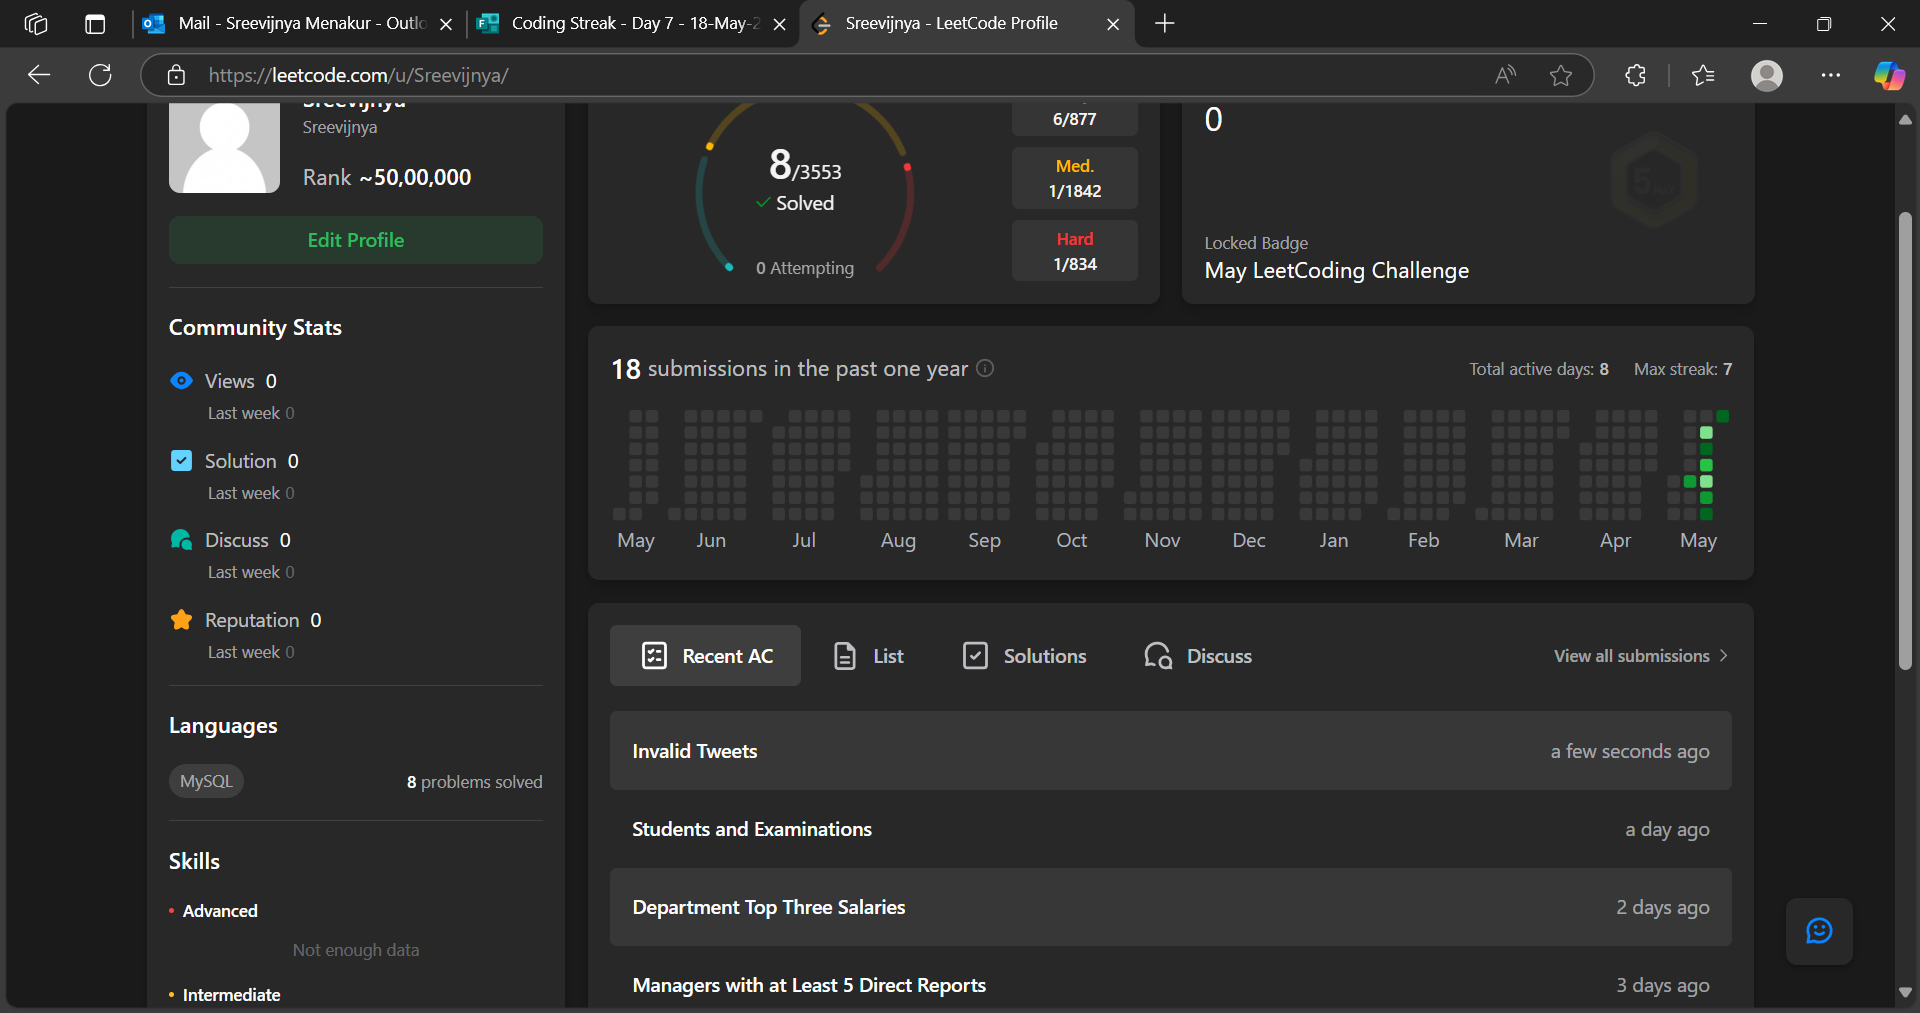 Mail - Sreevijnya Menakur - Outlo
Coding Streak - Day 7 - 18-May-2
Sreevijnya - LeetCode Profile
https://leetcode.com/u/Sreevijnya/
Sreevijnya
Sreevijnya
Rank ~50,00,000
Edit Profile
Community Stats
Views 0
Last week 0
Solution 0
Last week 0
Discuss 0
Last week 0
Reputation 0
Last week 0
Languages
MySQL
8 problems solved
Skills
Advanced
Not enough data
Intermediate
8/3553
Solved
0 Attempting
6/877
Med.
1/1842
Hard
1/834
0
Locked Badge
May LeetCoding Challenge
18 submissions in the past one year
Total active days: 8
Max streak: 7
May Jun Jul Aug Sep Oct Nov Dec Jan Feb Mar Apr May
Recent AC
List
Solutions
Discuss
View all submissions
Invalid Tweets
a few seconds ago
Students and Examinations
a day ago
Department Top Three Salaries
2 days ago
Managers with at Least 5 Direct Reports
3 days ago